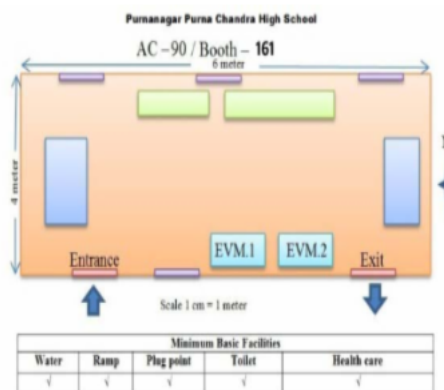 Purnanagar Purna Chandra High School
AC – 90 / Booth – 161
6 meter
4 meter
EVM.1 EVM.2
Entrance Exit
Scale 1 cm = 1 meter
Minimum Basic Facilities
Water Ramp Plug point Toilet Health care
√ √ √ √ √